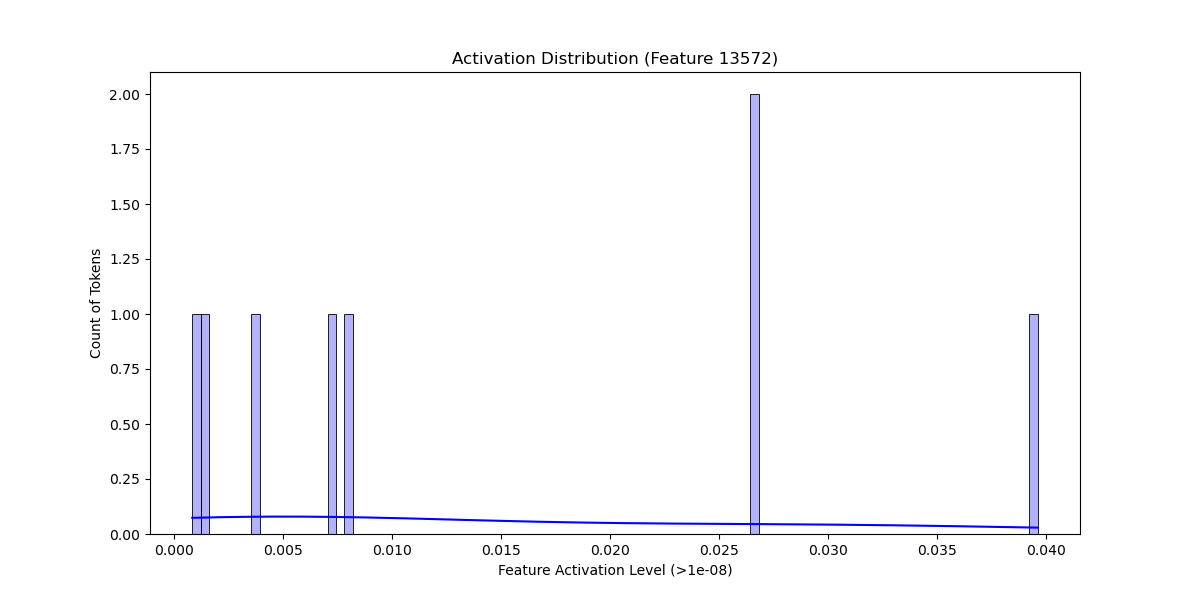 Activation Distribution (Feature 13572)
Count of Tokens
2.00
1.75
1.50
1.25
1.00
0.75
0.50
0.25
0.00
0.000 0.005 0.010 0.015 0.020 0.025 0.030 0.035 0.040
Feature Activation Level (>1e-08)